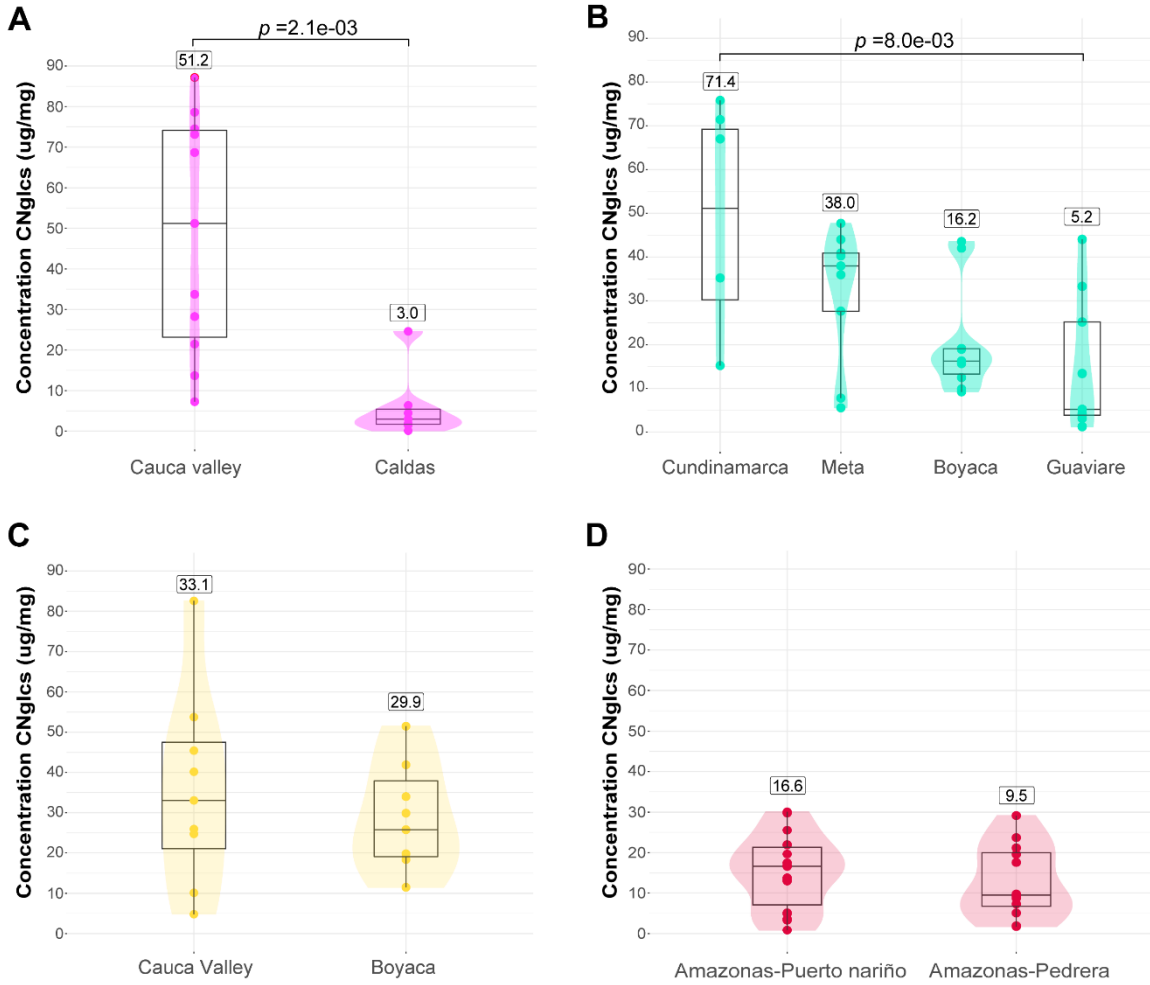 A
p =2.1e-03
51.2
3.0
Concentration CNglcs (ug/mg)
90
80
70
60
50
40
30
20
10
0
Cauca valley
Caldas
B
p =8.0e-03
71.4
38.0
16.2
5.2
Concentration CNglcs (ug/mg)
90
80
70
60
50
40
30
20
10
0
Cundinamarca
Meta
Boyaca
Guaviare
C
33.1
29.9
Concentration CNglcs (ug/mg)
90
80
70
60
50
40
30
20
10
0
Cauca Valley
Boyaca
D
16.6
9.5
Concentration CNglcs (ug/mg)
90
80
70
60
50
40
30
20
10
0
Amazonas-Puerto nariño
Amazonas-Pedrera